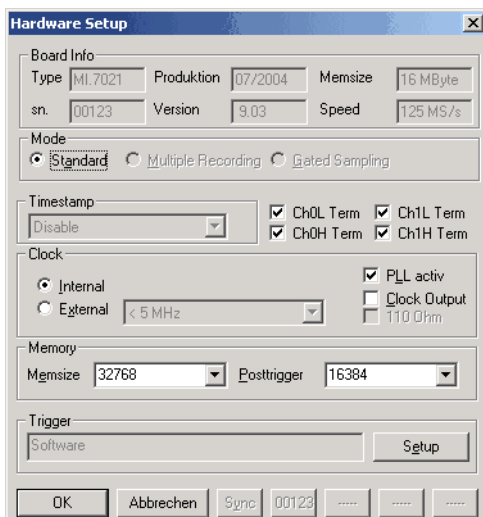 Hardware Setup
Board Info
Type MI.7021 Produktion 07/2004 Memsize 16 MByte
sn. 00123 Version 9.03 Speed 125 MS/s
Mode
Standard Multiple Recording Gated Sampling
Timestamp
Disable
Ch0L Term Ch1L Term
Ch0H Term Ch1H Term
Clock
Internal
External < 5 MHz
PLL activ
Clock Output
110 Ohm
Memory
Memsize 32768 Posttrigger 16384
Trigger
Software Setup
OK Abbrechen Sync 00123 ----- ----- -----